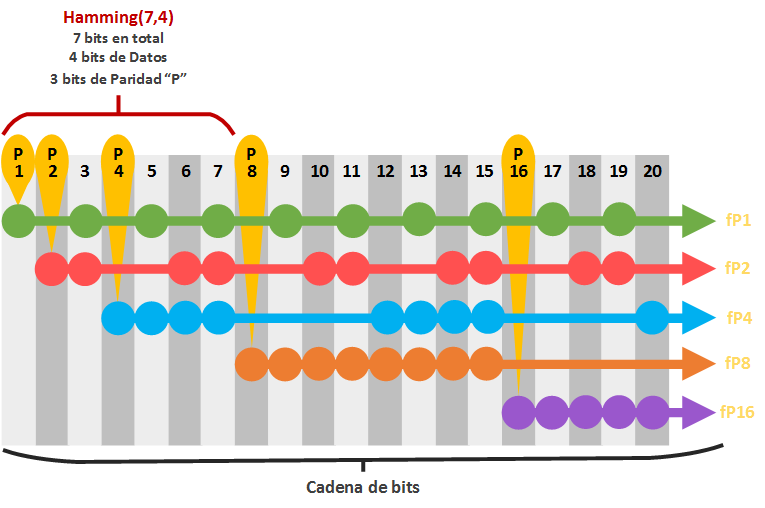 Hamming(7,4)
7 bits en total
4 bits de Datos
3 bits de Paridad “P”
P P P P P
1 2 3 4 5 6 7 8 9 10 11 12 13 14 15 16 17 18 19 20
fP1
fP2
fP4
fP8
fP16
Cadena de bits